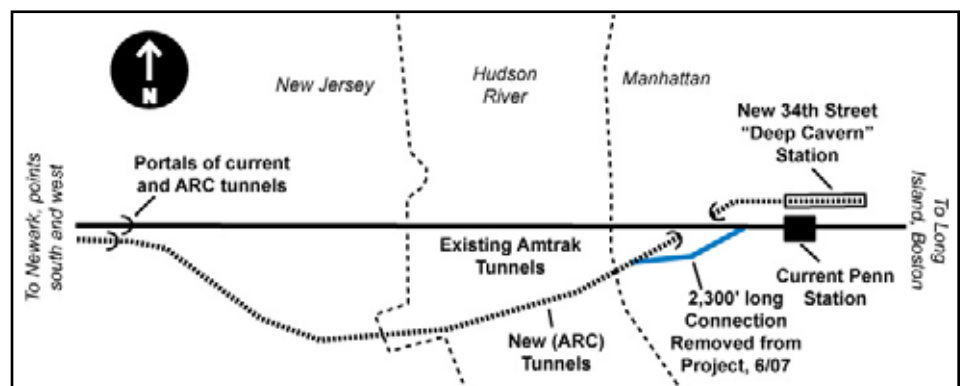 N
New Jersey
Hudson
River
Manhattan
New 34th Street
“Deep Cavern”
Station
Portals of current
and ARC tunnels
To Newark, points
south and west
To Long
Island, Boston
Existing Amtrak
Tunnels
Current Penn
Station
2,300' long
Connection
Removed from
Project, 6/07
New (ARC)
Tunnels